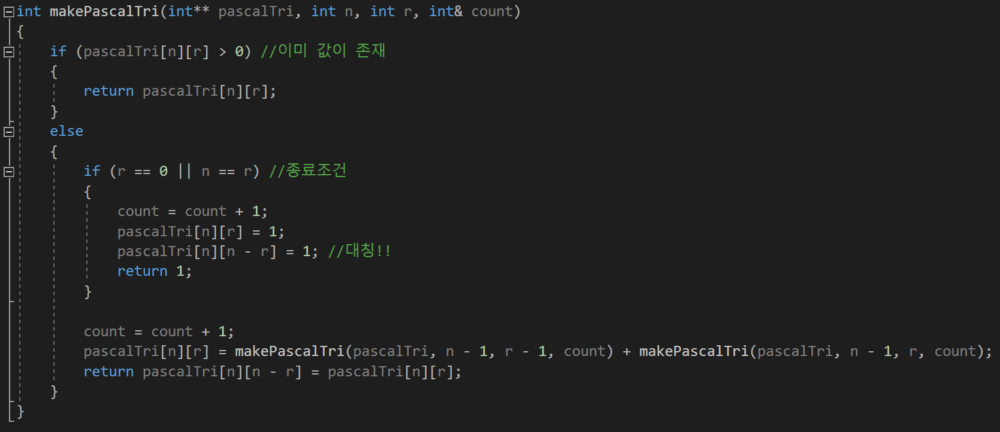 int makePascalTri(int** pascalTri, int n, int r, int& count)
{
    if (pascalTri[n][r] > 0) //이미 값이 존재
    {
        return pascalTri[n][r];
    }
    else
    {
        if (r == 0 || n == r) //종료조건
        {
            count = count + 1;
            pascalTri[n][r] = 1;
            pascalTri[n][n - r] = 1; //대칭!!
            return 1;
        }

        count = count + 1;
        pascalTri[n][r] = makePascalTri(pascalTri, n - 1, r - 1, count) + makePascalTri(pascalTri, n - 1, r, count);
        return pascalTri[n][n - r] = pascalTri[n][r];
    }
}